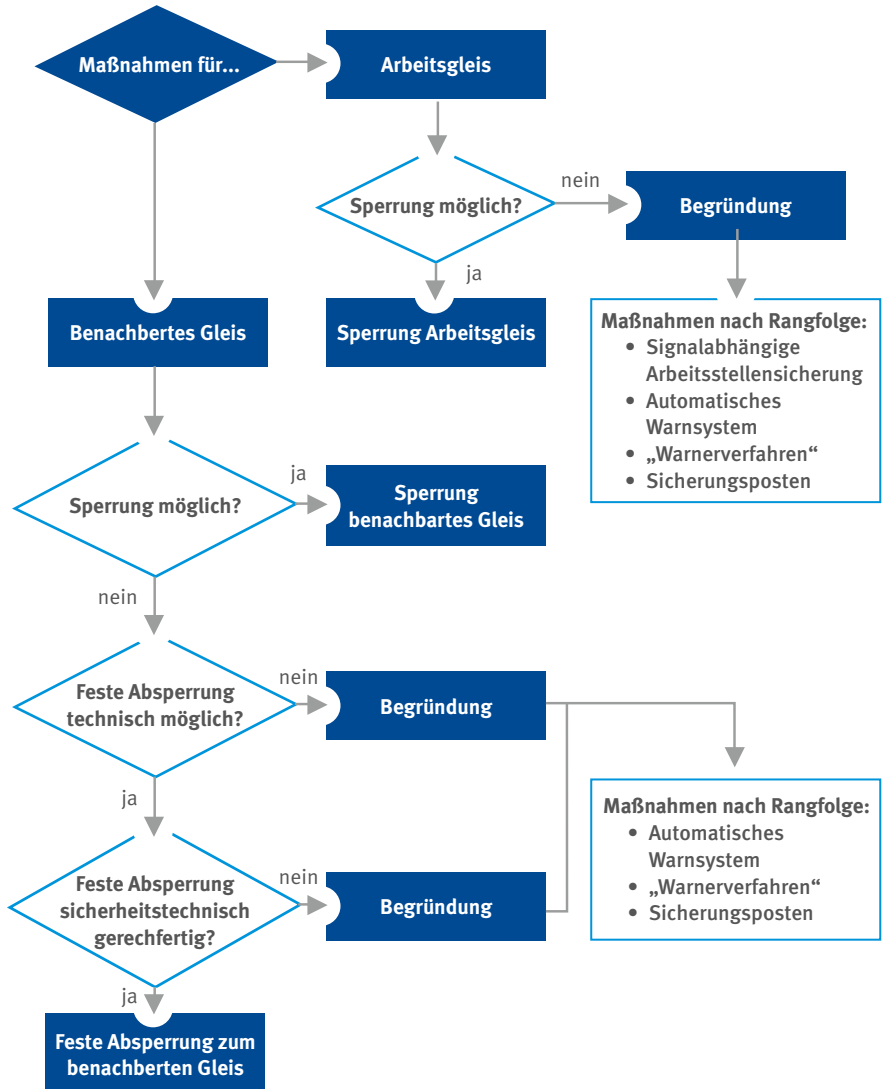 Maßnahmen für...
Arbeitsgleis
Sperrung möglich?
nein
Begründung
ja
Sperrung Arbeitsgleis
Maßnahmen nach Rangfolge:
• Signalabhängige
Arbeitsstellensicherung
• Automatisches
Warnsystem
• „Warnerverfahren“
• Sicherungsposten
Benachbertes Gleis
Sperrung möglich?
ja
Sperrung
benachbartes Gleis
nein
Feste Absperrung
technisch möglich?
nein
Begründung
ja
Feste Absperrung
sicherheitstechnisch
gerechfertig?
nein
Begründung
Maßnahmen nach Rangfolge:
• Automatisches
Warnsystem
• „Warnerverfahren“
• Sicherungsposten
ja
Feste Absperrung zum
benachberten Gleis